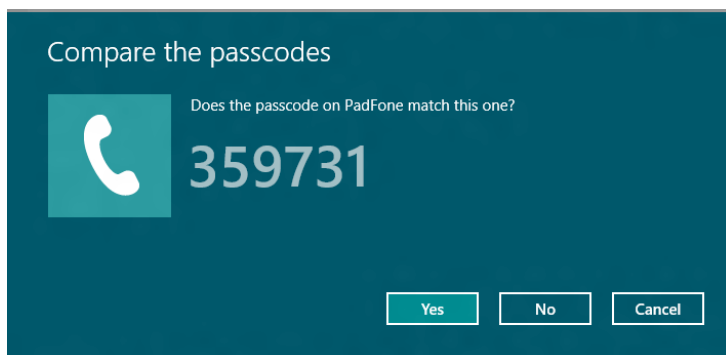 Compare the passcodes
Does the passcode on PadFone match this one?
359731
Yes No Cancel